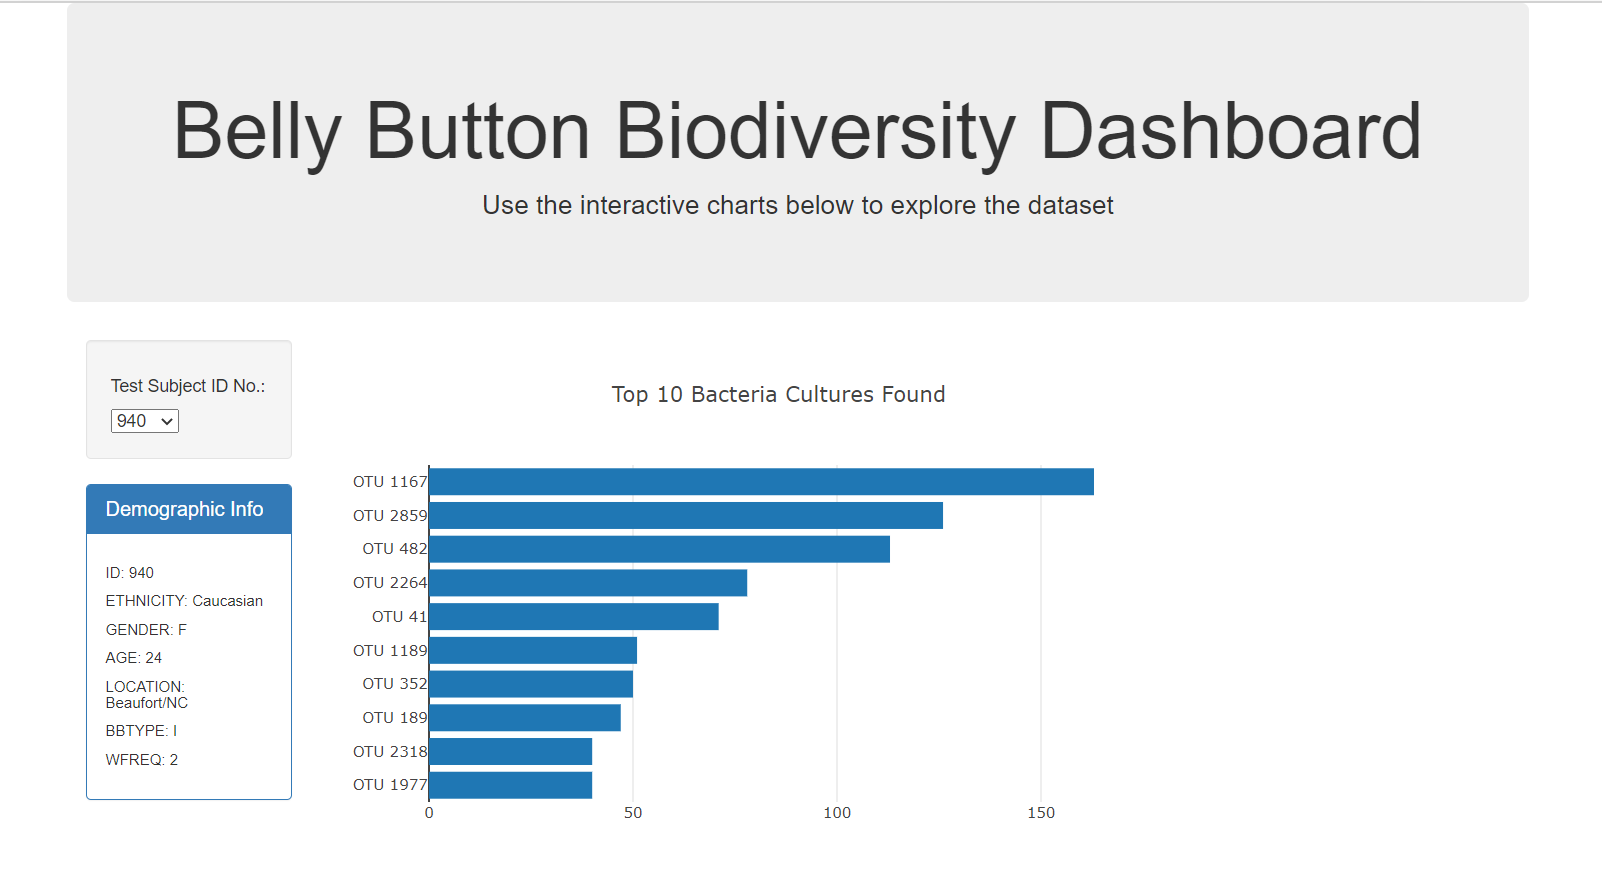 Belly Button Biodiversity Dashboard
Use the interactive charts below to explore the dataset
Test Subject ID No.:
940
Demographic Info
ID: 940
ETHNICITY: Caucasian
GENDER: F
AGE: 24
LOCATION:
Beaufort/NC
BBTYPE: I
WFREQ: 2
Top 10 Bacteria Cultures Found
OTU 1167
OTU 2859
OTU 482
OTU 2264
OTU 41
OTU 1189
OTU 352
OTU 189
OTU 2318
OTU 1977
0 50 100 150